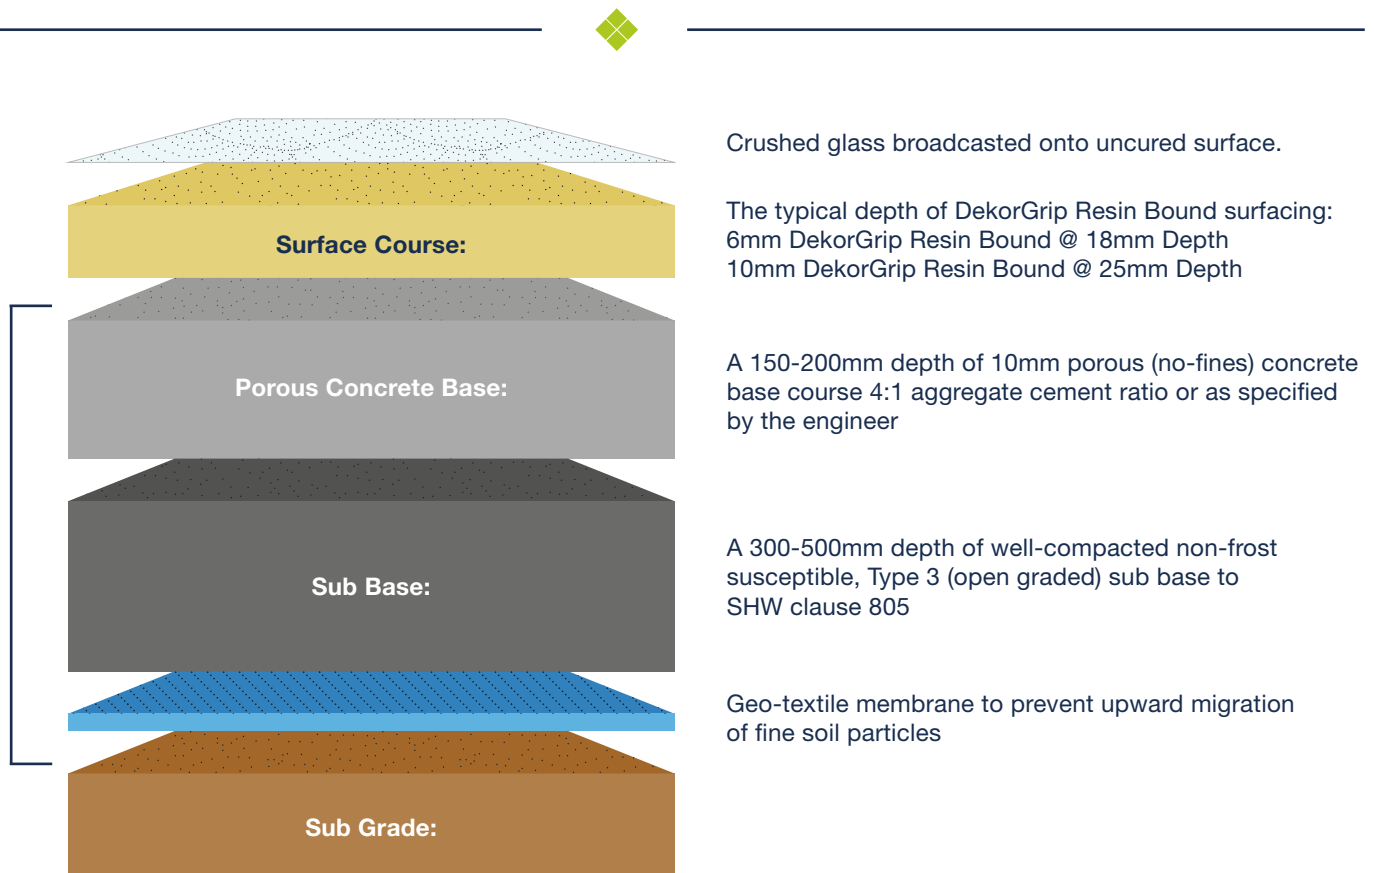 Crushed glass broadcasted onto uncured surface.
Surface Course:
The typical depth of DekorGrip Resin Bound surfacing:
6mm DekorGrip Resin Bound @ 18mm Depth
10mm DekorGrip Resin Bound @ 25mm Depth
Porous Concrete Base:
A 150-200mm depth of 10mm porous (no-fines) concrete
base course 4:1 aggregate cement ratio or as specified
by the engineer
Sub Base:
A 300-500mm depth of well-compacted non-frost
susceptible, Type 3 (open graded) sub base to
SHW clause 805
Geo-textile membrane to prevent upward migration
of fine soil particles
Sub Grade: